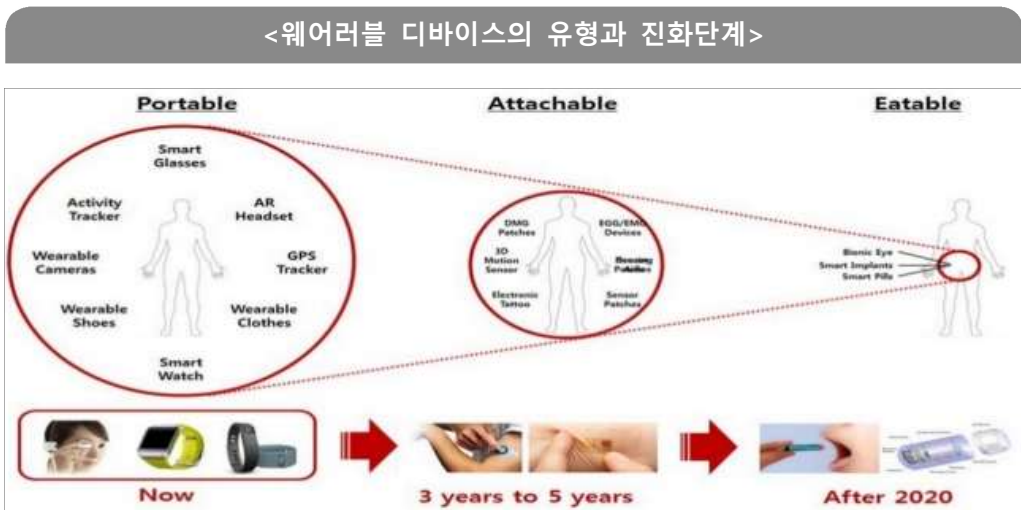 <웨어러블 디바이스의 유형과 진화단계>
Portable
Attachable
Eatable
Smart
Glasses
Activity
Tracker
AR
Headset
Wearable
Cameras
GPS
Tracker
Wearable
Shoes
Wearable
Clothes
Smart
Watch
DMG
Patches
EGG/EMG
Devices
3D
Motion
Sensor
Patches
Electronic
Tattoo
Sensor
Patches
Bionic Eye
Smart Implants
Smart Pills
Now
3 years to 5 years
After 2020